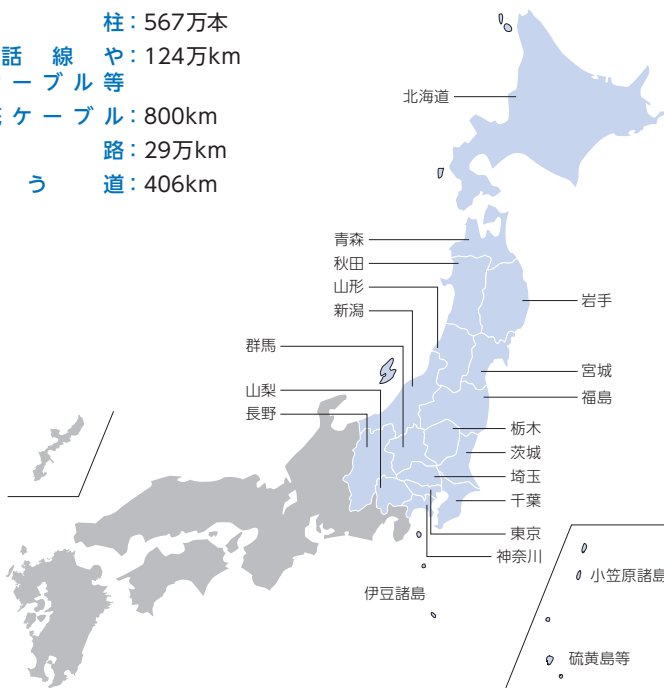 柱：567万本
話線や：124万km
ーブル等
ケーブル：800km
路：29万km
う道：406km
北海道
青森
秋田
山形
新潟
岩手
群馬
宮城
山梨
福島
長野
栃木
茨城
埼玉
千葉
東京
神奈川
小笠原諸島
伊豆諸島
硫黄島等